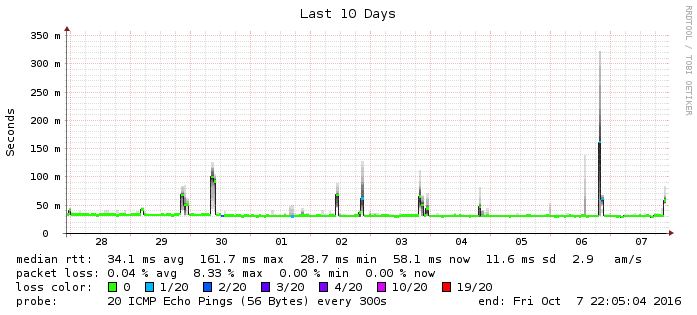 Last 10 Days
RRDTOOL / TOBI OETIKER
Seconds
350 m
300 m
250 m
200 m
150 m
100 m
50 m
0
28 29 30 01 02 03 04 05 06 07
median rtt: 34.1 ms avg 161.7 ms max 28.7 ms min 58.1 ms now 11.6 ms sd 2.9 am/s
packet loss: 0.04 % avg 8.33 % max 0.00 % min 0.00 % now
loss color: 0 1/20 2/20 3/20 4/20 10/20 19/20
probe: 20 ICMP Echo Pings (56 Bytes) every 300s end: Fri Oct 7 22:05:04 2016